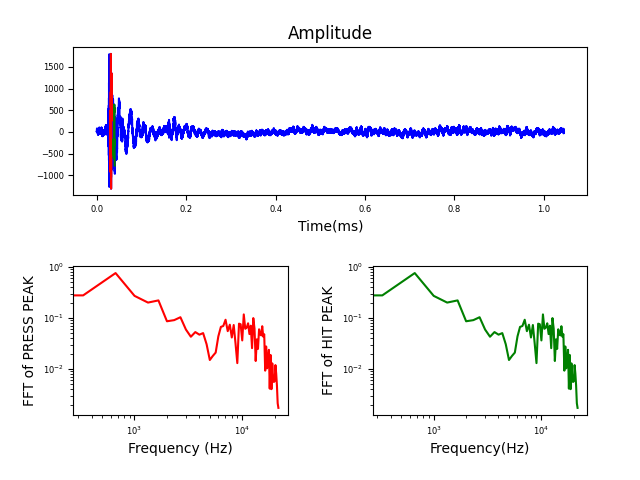 Amplitude
1500
1000
500
0
−500
−1000
0.0 0.2 0.4 0.6 0.8 1.0
Time(ms)
FFT of PRESS PEAK
10⁰
10⁻¹
10⁻²
10³ 10⁴
Frequency (Hz)
FFT of HIT PEAK
10⁰
10⁻¹
10⁻²
10³ 10⁴
Frequency(Hz)